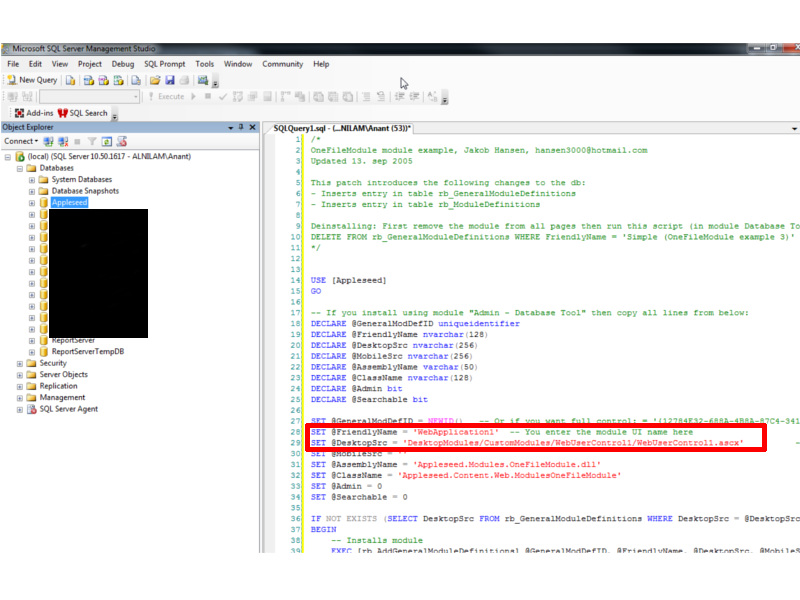 Microsoft SQL Server Management Studio
File Edit View Project Debug SQL Prompt Tools Window Community Help
New Query
Execute
Add-ins SQL Search
Object Explorer
Connect
(local) (SQL Server 10.50.1617 - ALNILAM\Anant)
Databases
System Databases
Database Snapshots
Appleseed
ReportServer
ReportServerTempDB
Security
Server Objects
Replication
Management
SQL Server Agent
SQLQuery1.sql - (...NILAM\Anant (53))*
1 /*
2 OneFileModule module example, Jakob Hansen, hansen3000@hotmail.com
3 Updated 13. sep 2005
4
5 This patch introduces the following changes to the db:
6 - Inserts entry in table rb_GeneralModuleDefinitions
7 - Inserts entry in table rb_ModuleDefinitions
8
9 Deinstalling: First remove the module from all pages then run this script (in module Database To
10 DELETE FROM rb_GeneralModuleDefinitions WHERE FriendlyName = 'Simple (OneFileModule example 3)'
11 */
12
13
14 USE [Appleseed]
15 GO
16
17 -- If you install using module "Admin - Database Tool" then copy all lines from below:
18 DECLARE @GeneralModDefID uniqueidentifier
19 DECLARE @FriendlyName nvarchar(128)
20 DECLARE @DesktopSrc nvarchar(256)
21 DECLARE @MobileSrc nvarchar(256)
22 DECLARE @AssemblyName varchar(50)
23 DECLARE @ClassName nvarchar(128)
24 DECLARE @Admin bit
25 DECLARE @Searchable bit
26
27 SET @GeneralModDefID = NEWID() -- Or if you want full control: = '{12784E32-688A-4B8A-87C4-341
28 SET @FriendlyName = 'WebApplication1' -- You enter the module UI name here
29 SET @DesktopSrc = 'DesktopModules/CustomModules/WebUserControl1/WebUserControl1.ascx' -
30 SET @MobileSrc = ''
31 SET @AssemblyName = 'Appleseed.Modules.OneFileModule.dll'
32 SET @ClassName = 'Appleseed.Content.Web.ModulesOneFileModule'
33 SET @Admin = 0
34 SET @Searchable = 0
35
36 IF NOT EXISTS (SELECT DesktopSrc FROM rb_GeneralModuleDefinitions WHERE DesktopSrc = @DesktopSrc
37 BEGIN
38 -- Installs module
39 EXEC [rb_AddGeneralModuleDefinitions] @GeneralModDefID, @FriendlyName, @DesktopSrc, @MobileS